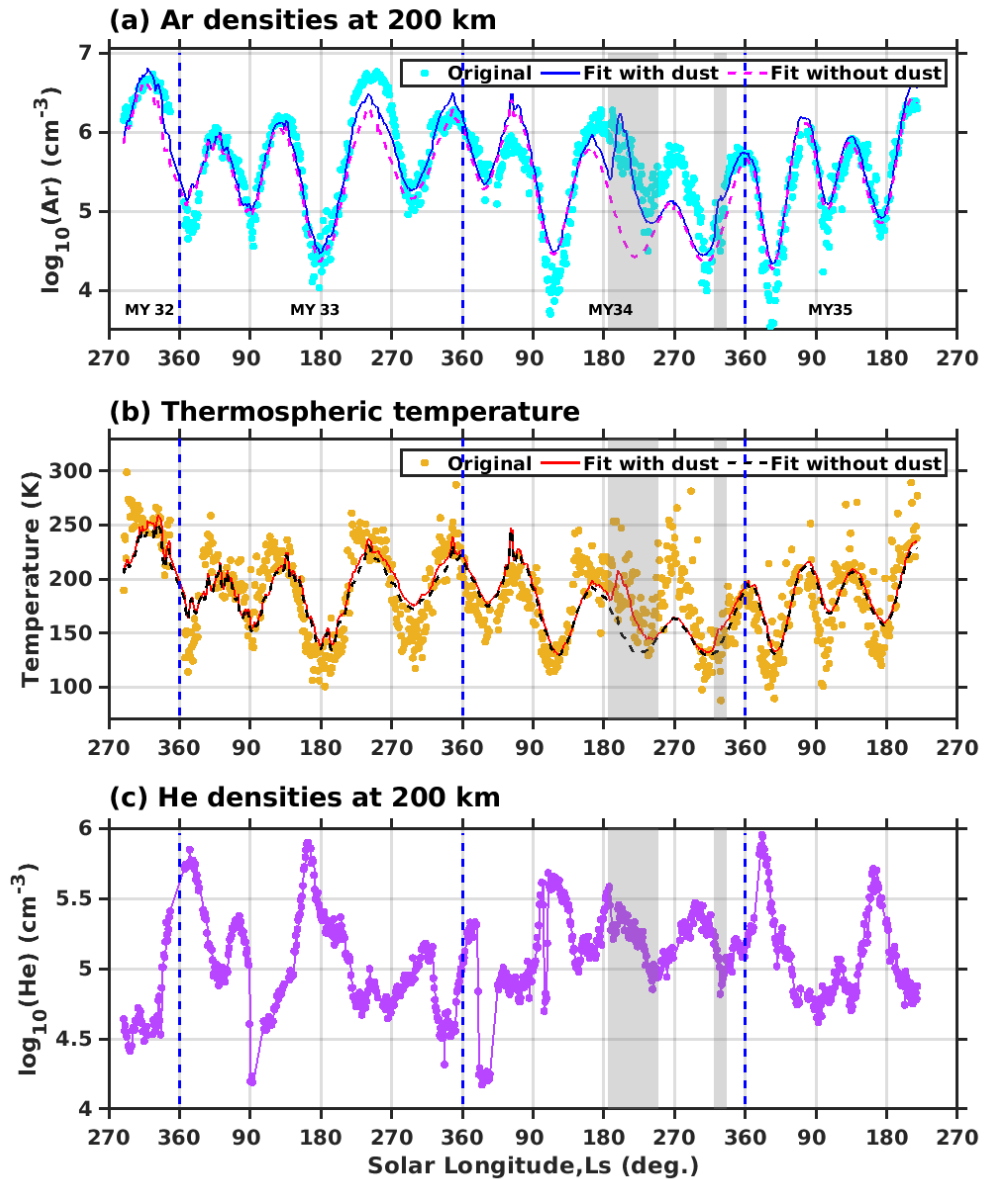 (a) Ar densities at 200 km
log10(Ar) (cm-3)
7
6
5
4
Original Fit with dust Fit without dust
MY 32 MY 33 MY34 MY35
270 360 90 180 270 360 90 180 270 360 90 180 270
(b) Thermospheric temperature
Temperature (K)
300
250
200
150
100
Original Fit with dust Fit without dust
270 360 90 180 270 360 90 180 270 360 90 180 270
(c) He densities at 200 km
log10(He) (cm-3)
6
5.5
5
4.5
4
270 360 90 180 270 360 90 180 270 360 90 180 270
Solar Longitude,Ls (deg.)